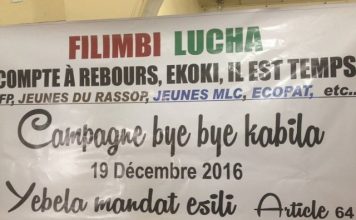 FILIMBI LUCHA
COMPTE À REBOURS, EKOKI, IL EST TEMPS
FP, JEUNES DU RASSOP, JEUNES MLC, ECOPAT, etc..
Campagne bye bye kabila
19 Décembre 2016
Yebela mandat esili Article 64